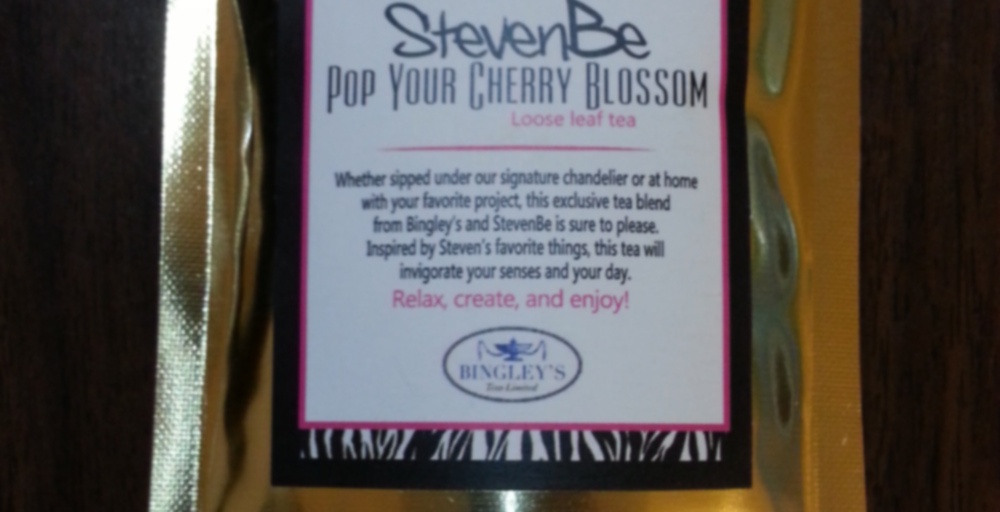 StevenBe
Pop Your Cherry Blossom
Loose leaf tea
Whether sipped under our signature chandelier or at home
with your favorite project, this exclusive tea blend
from Bingley's and StevenBe is sure to please.
Inspired by Steven's favorite things, this tea will
invigorate your senses and your day.
Relax, create, and enjoy!
BINGLEY'S
Tea Limited